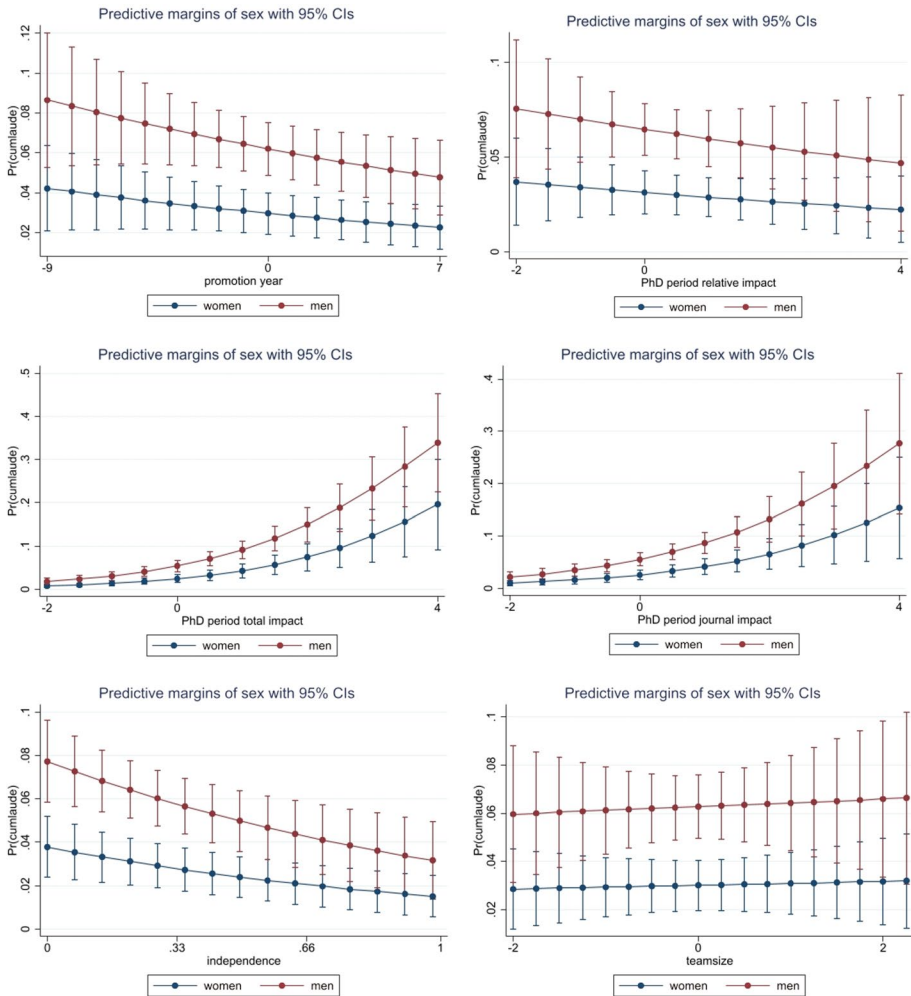 Predictive margins of sex with 95% CIs
Pr(cumlaude)
.02 .04 .06 .08 .1 .12
-9 0 7
promotion year
women men
Predictive margins of sex with 95% CIs
Pr(cumlaude)
0 .05 .1
-2 0 4
PhD period relative impact
women men
Predictive margins of sex with 95% CIs
Pr(cumlaude)
0 .1 .2 .3 .4 .5
-2 0 4
PhD period total impact
women men
Predictive margins of sex with 95% CIs
Pr(cumlaude)
0 .1 .2 .3 .4
-2 0 4
PhD period journal impact
women men
Predictive margins of sex with 95% CIs
Pr(cumlaude)
0 .02 .04 .06 .08 .1
0 .33 .66 1
independence
women men
Predictive margins of sex with 95% CIs
Pr(cumlaude)
.02 .04 .06 .08 .1
-2 0 2
teamsize
women men